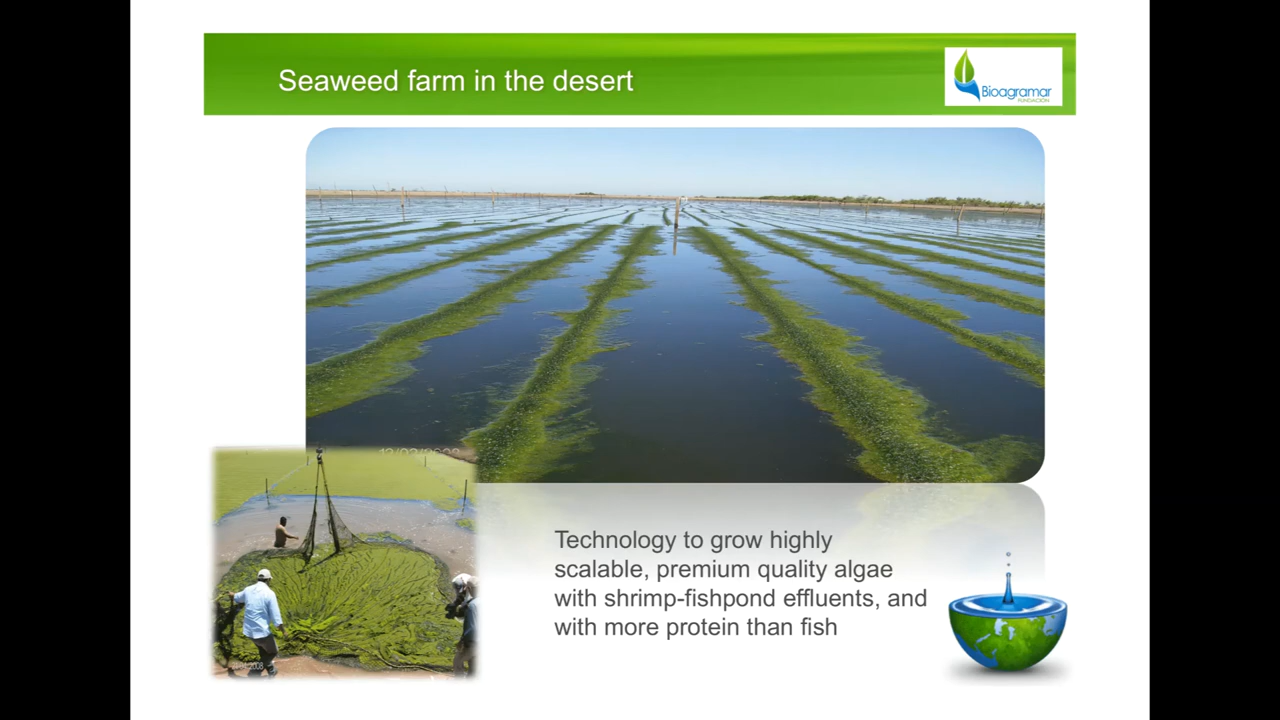 Seaweed farm in the desert
Bioagramar
FUNDACIÓN
Technology to grow highly
scalable, premium quality algae
with shrimp-fishpond effluents, and
with more protein than fish